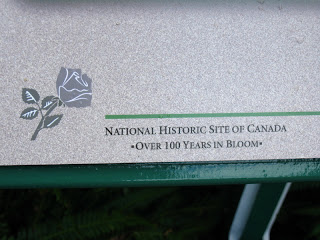 NATIONAL HISTORIC SITE OF CANADA
•OVER 100 YEARS IN BLOOM•